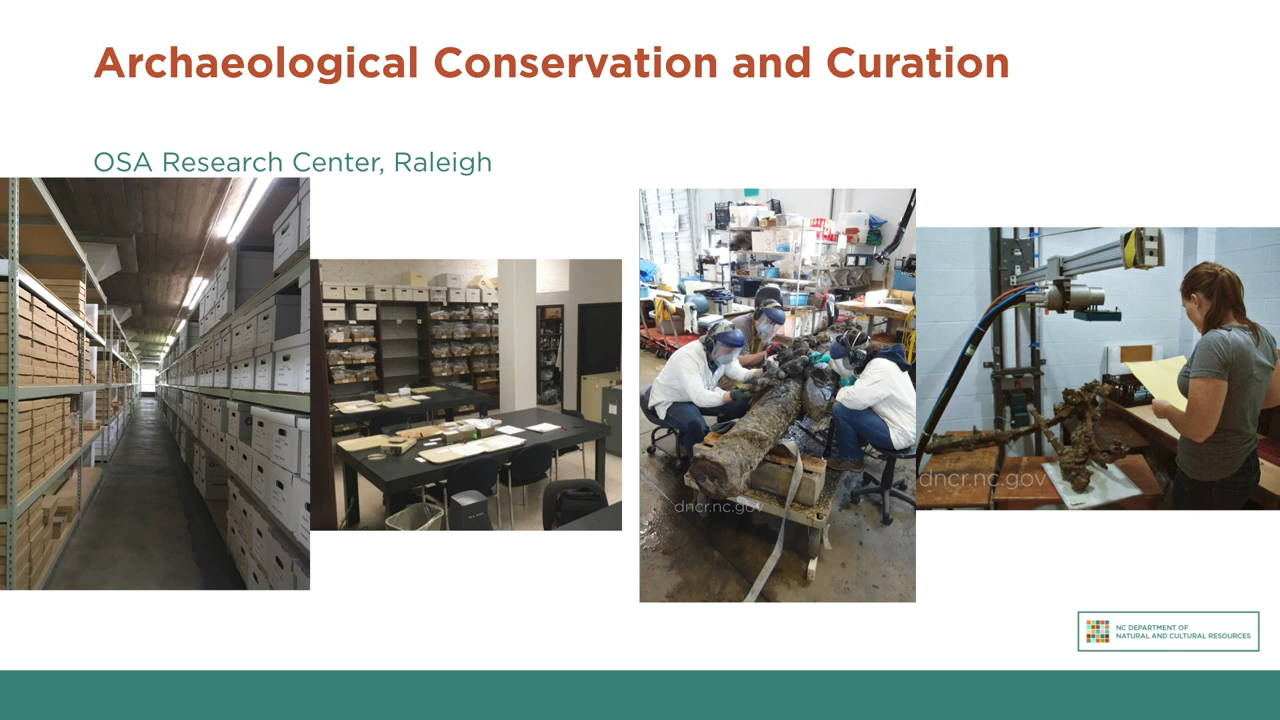 Archaeological Conservation and Curation
OSA Research Center, Raleigh
dncr.nc.gov
dncr.nc.gov
NC DEPARTMENT OF
NATURAL AND CULTURAL RESOURCES